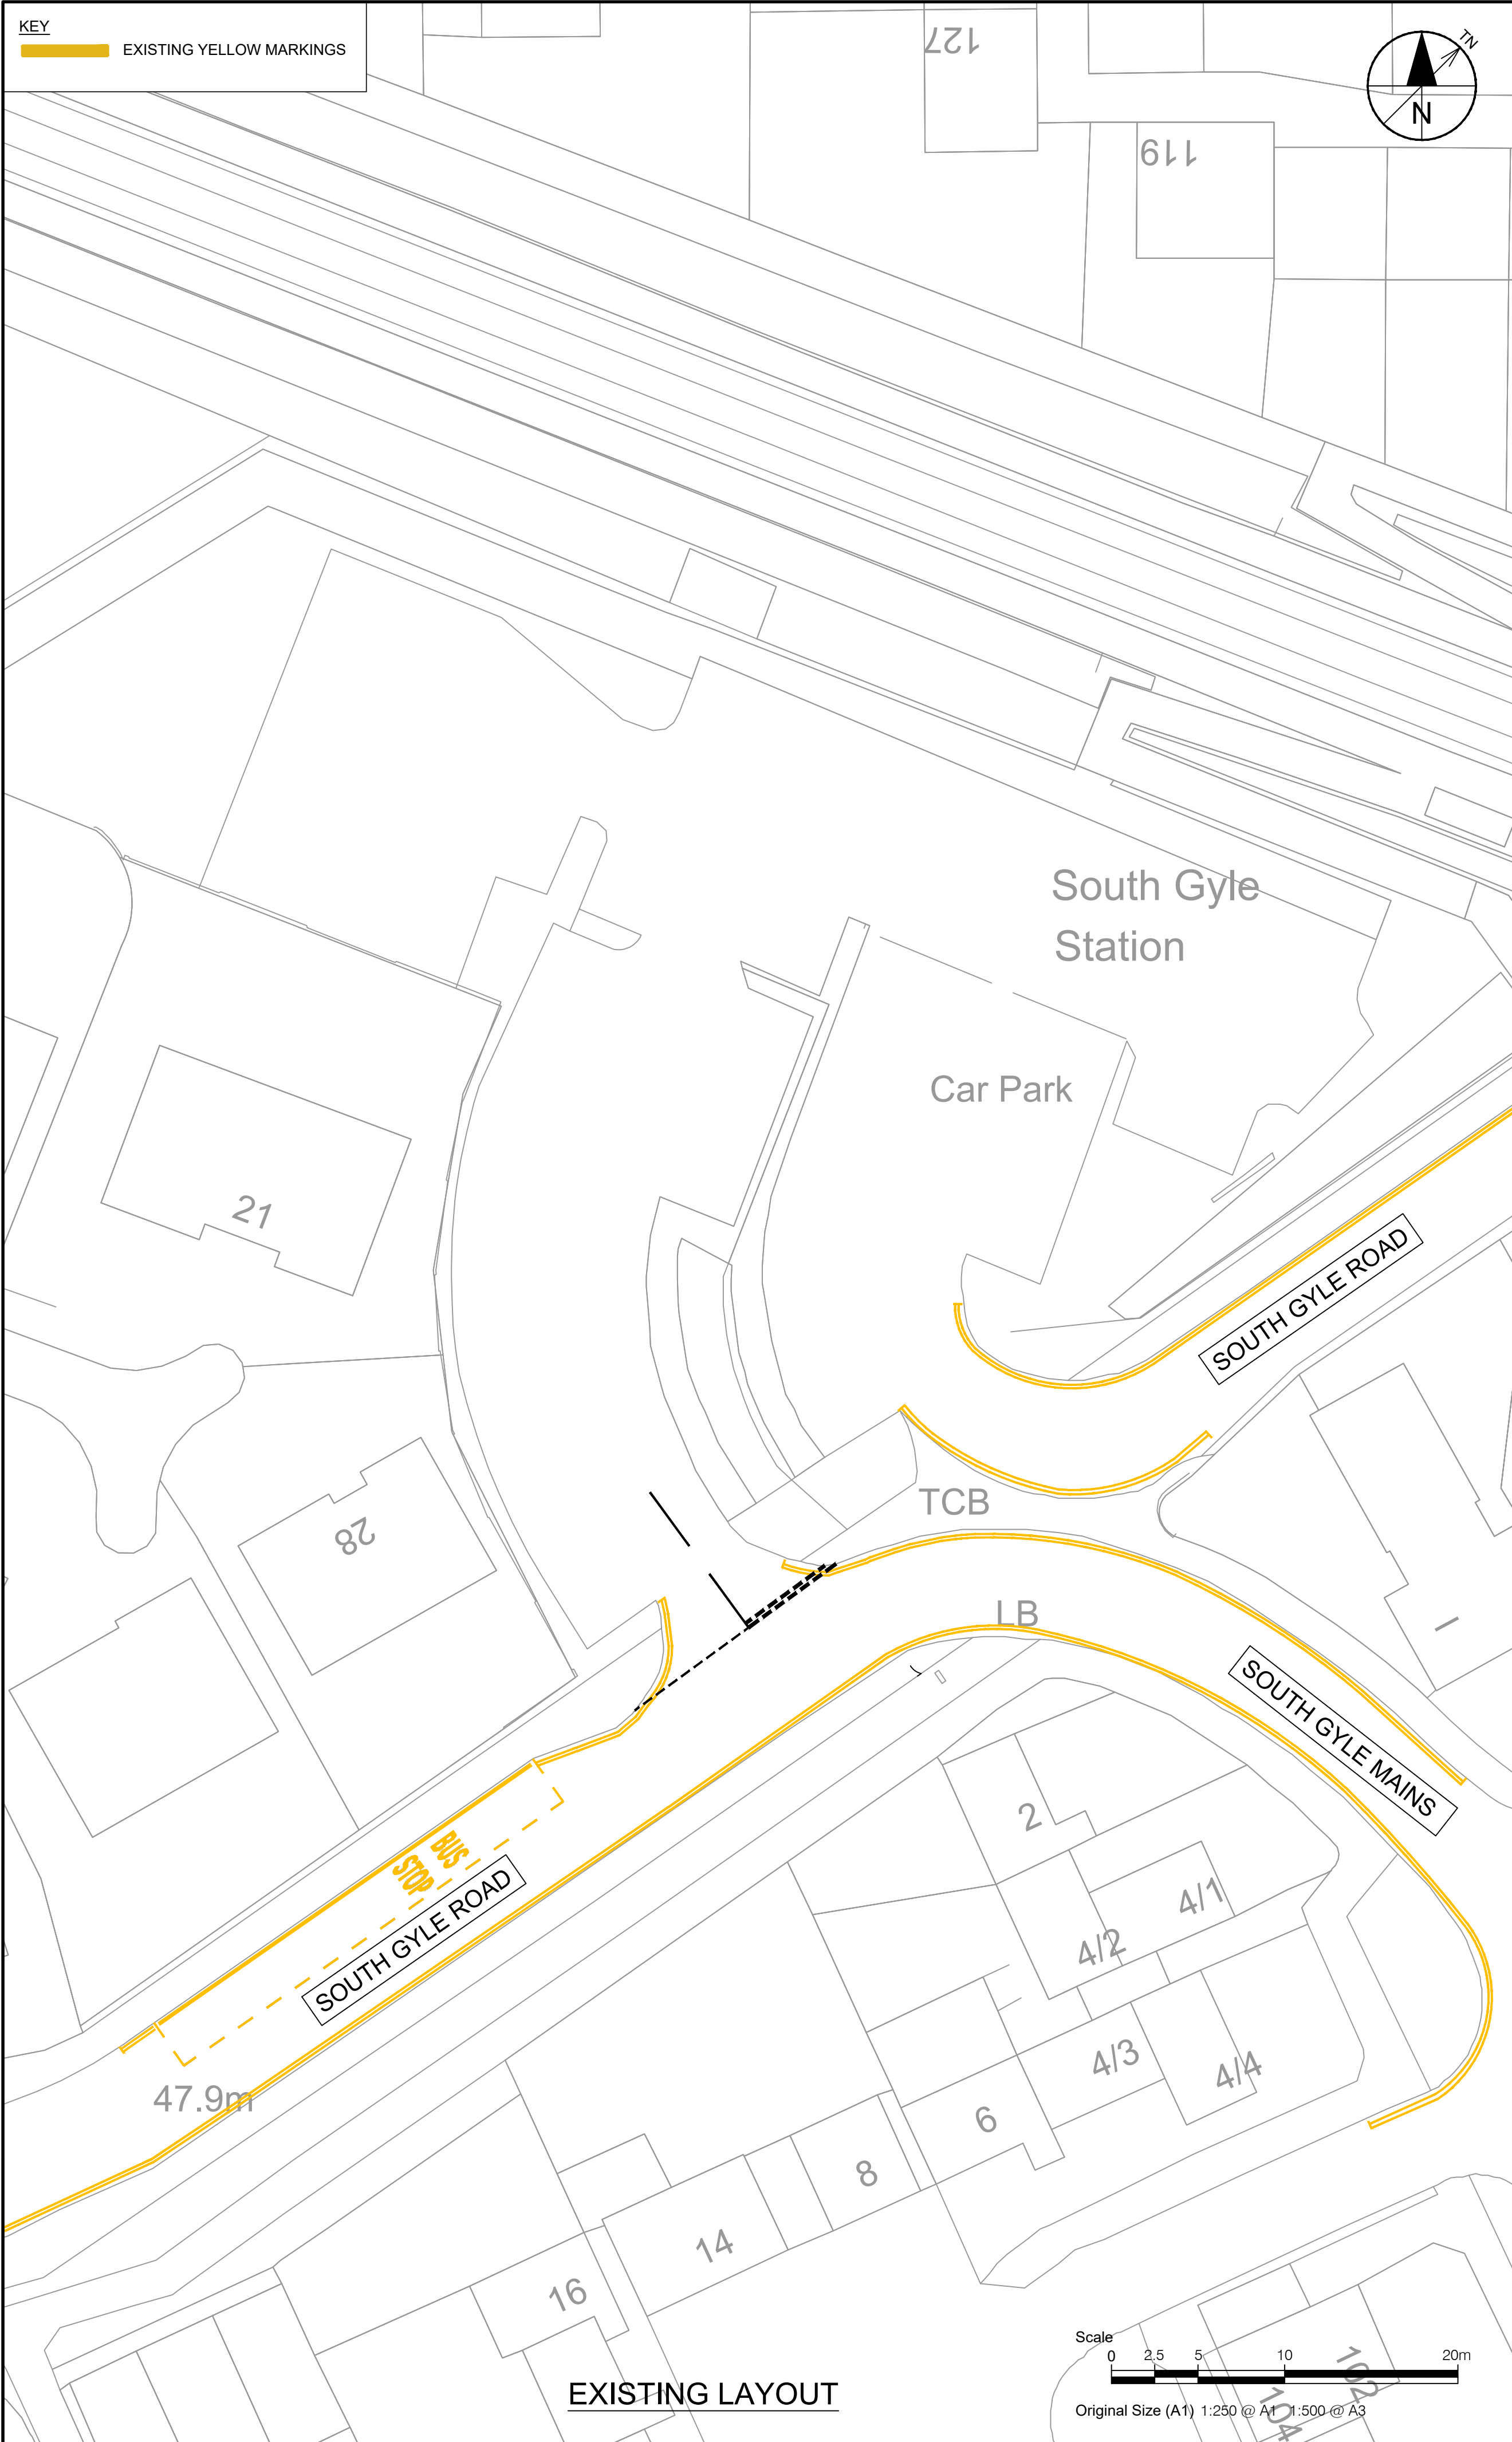 KEY
EXISTING YELLOW MARKINGS
127
119
TN
N
South Gyle
Station
Car Park
21
SOUTH GYLE ROAD
TCB
28
LB
1
SOUTH GYLE MAINS
2
BUS
STOP
SOUTH GYLE ROAD
4/1
4/2
4/3
4/4
47.9m
6
8
14
16
102
104
Scale
0 2.5 5 10 20m
Original Size (A1) 1:250 @ A1 1:500 @ A3
EXISTING LAYOUT